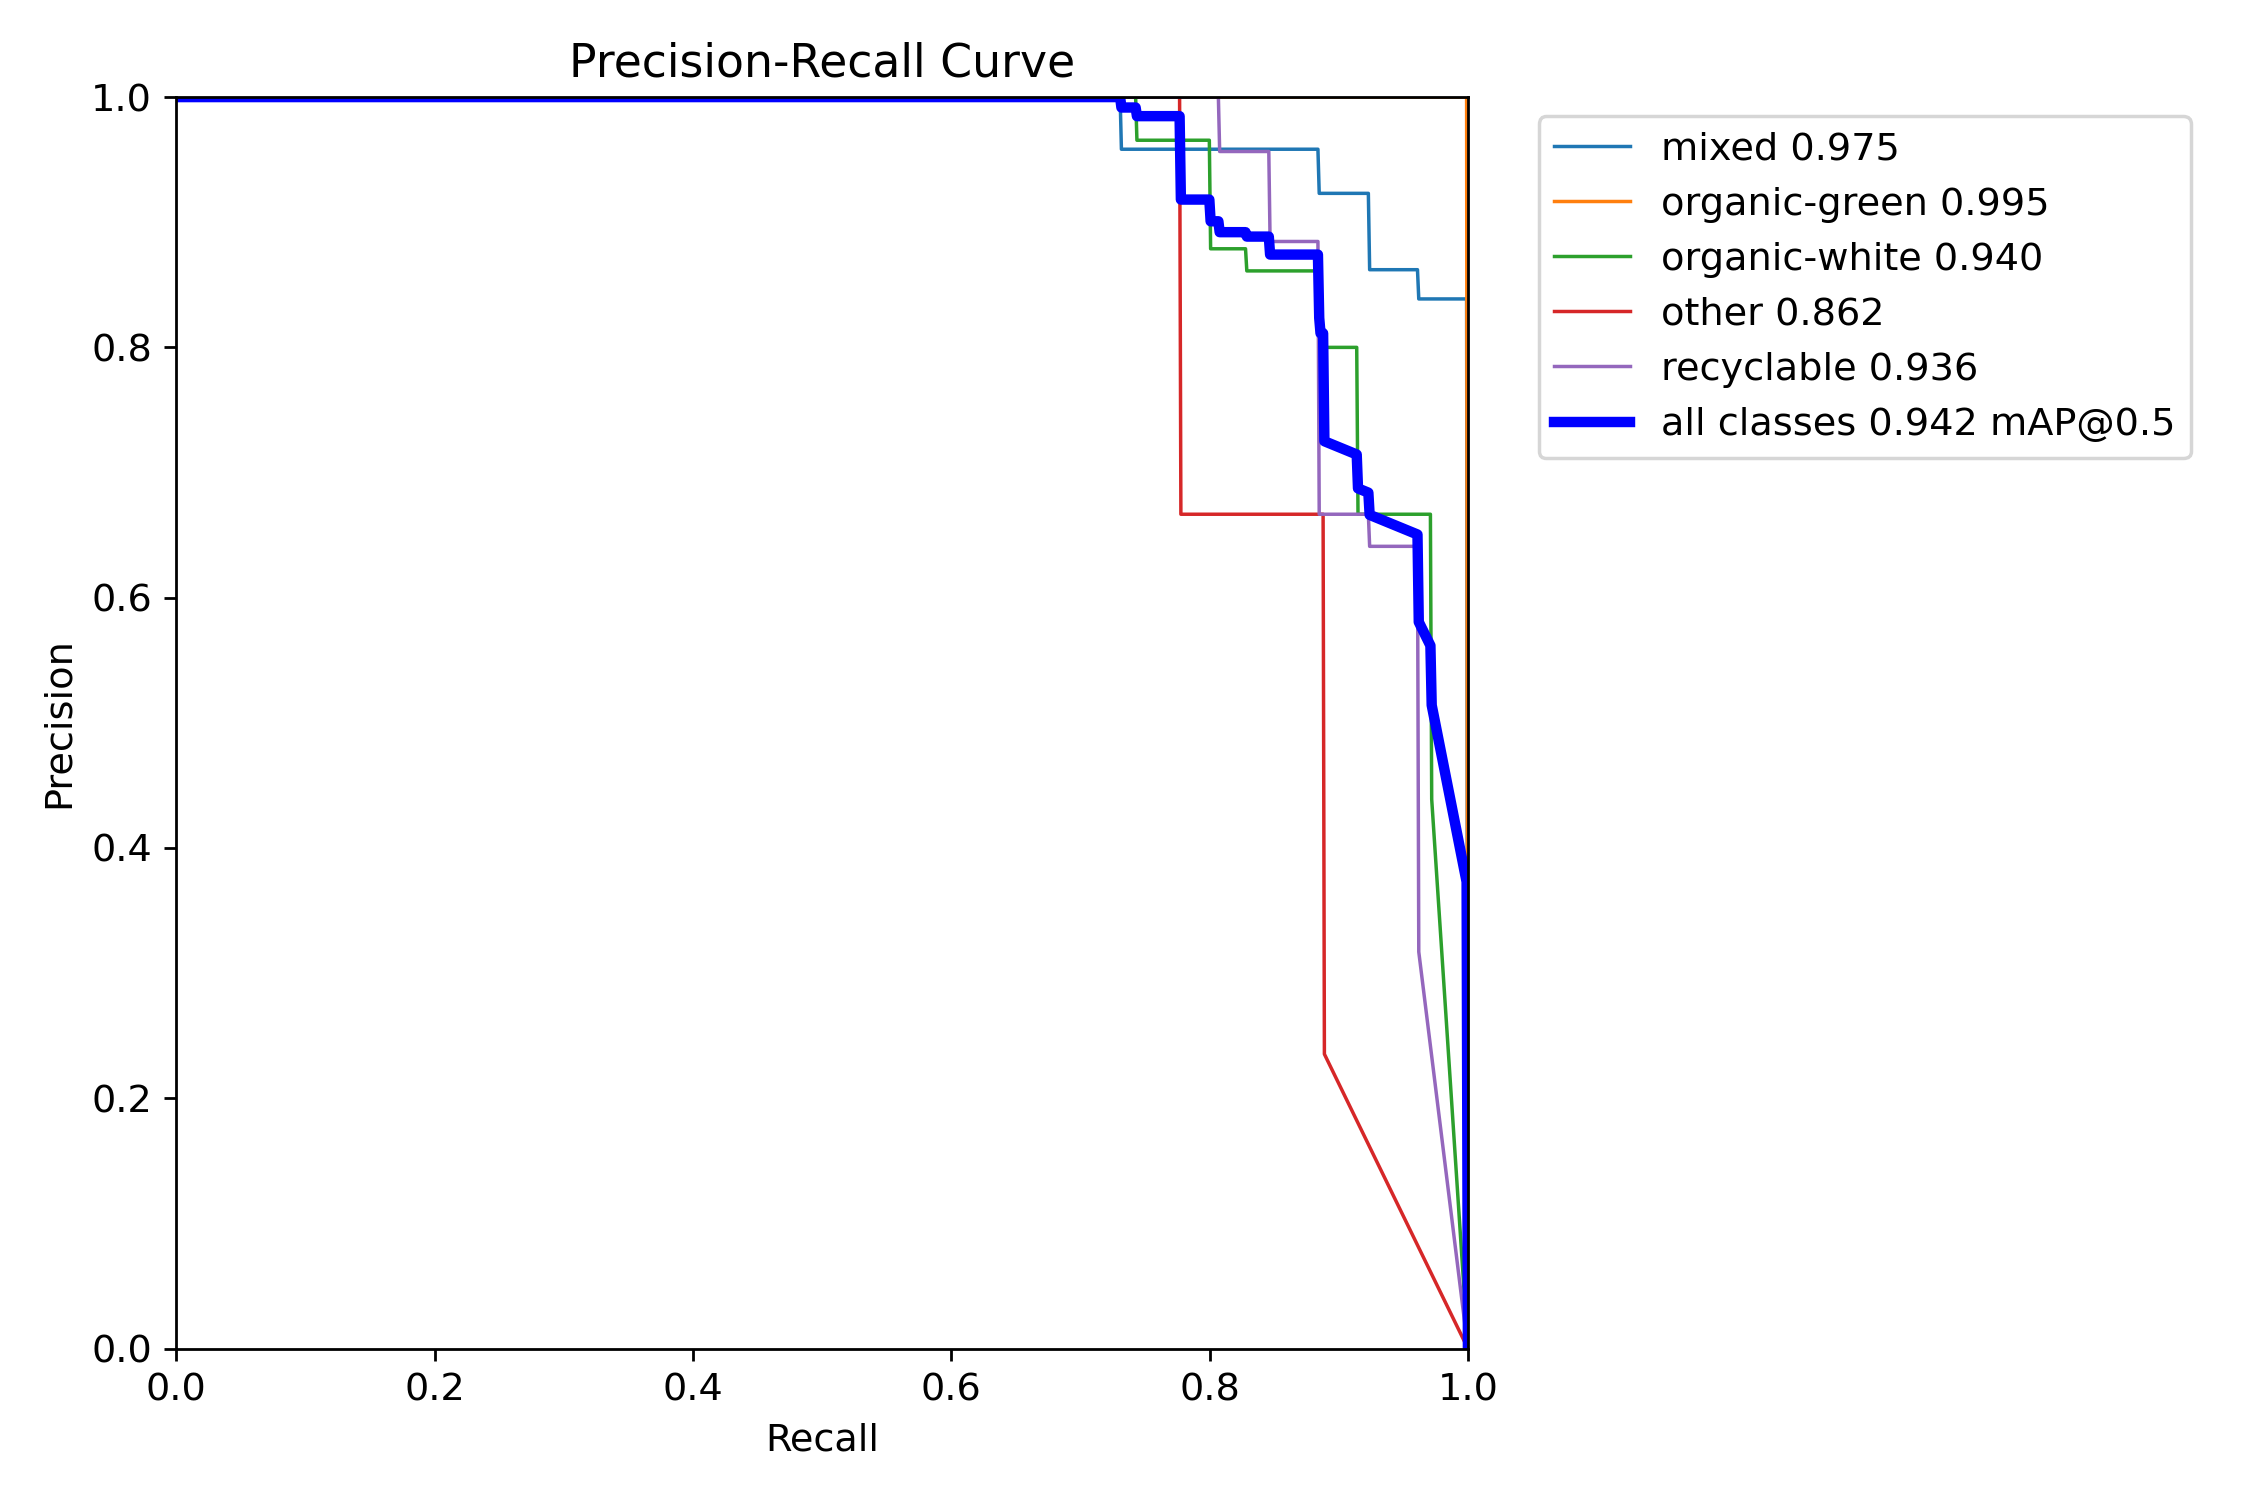 Precision-Recall Curve
1.0
0.8
0.6
0.4
0.2
0.0
Precision
0.0 0.2 0.4 0.6 0.8 1.0
Recall
mixed 0.975
organic-green 0.995
organic-white 0.940
other 0.862
recyclable 0.936
all classes 0.942 mAP@0.5